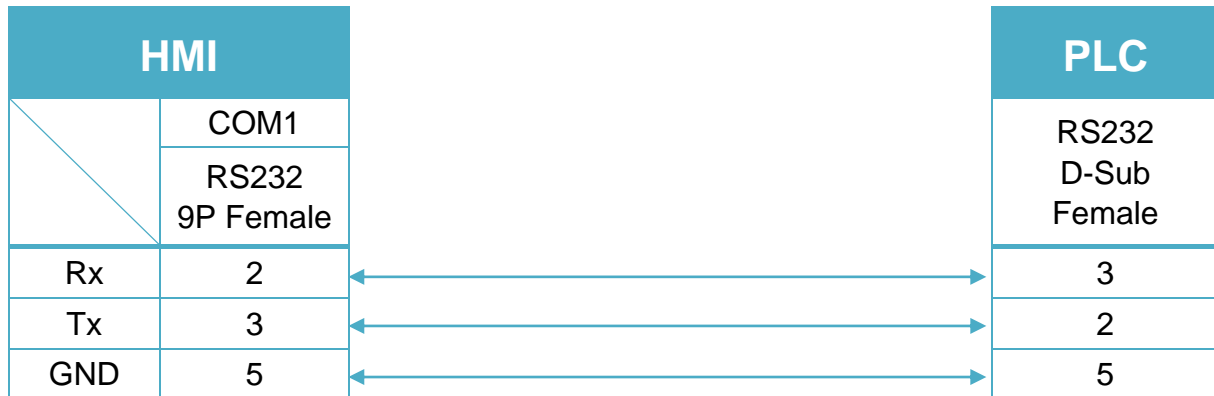 HMI PLC
COM1
RS232
9P Female
RS232
D-Sub
Female
Rx 2 3
Tx 3 2
GND 5 5